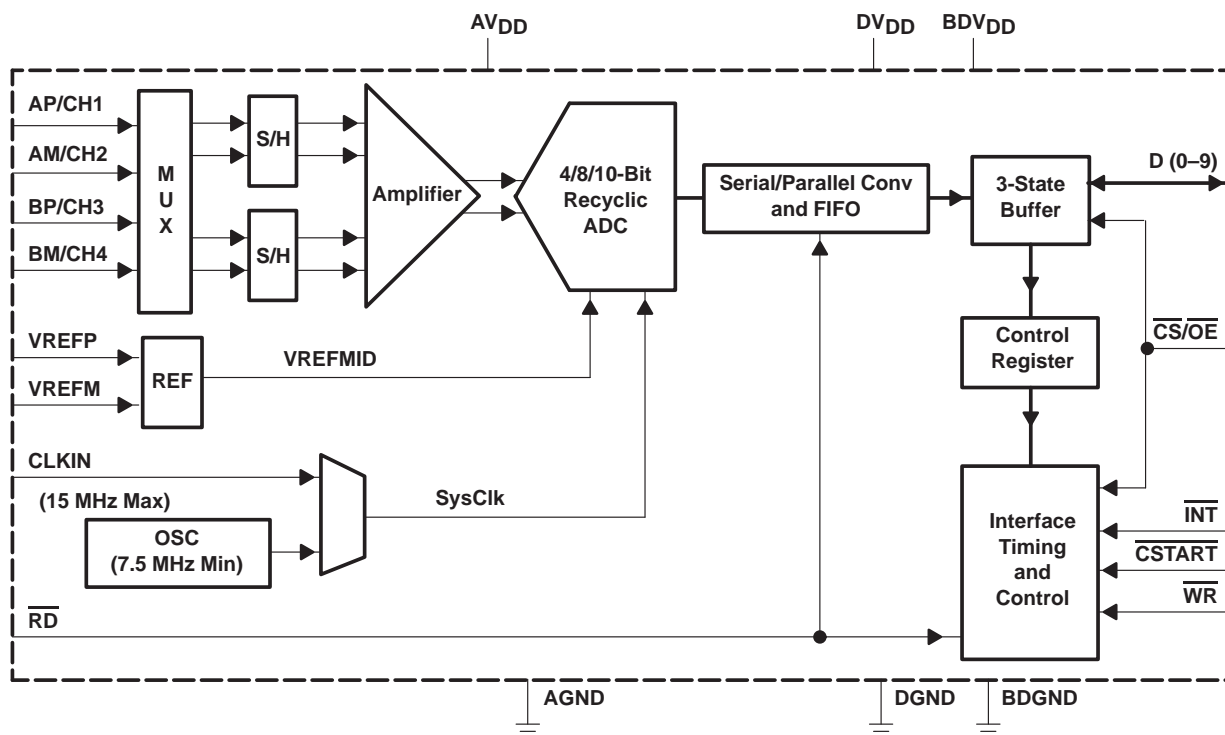 AVDD
DVDD
BDVDD
AP/CH1
AM/CH2
BP/CH3
BM/CH4
M
U
X
S/H
S/H
Amplifier
4/8/10-Bit
Recyclic
ADC
Serial/Parallel Conv
and FIFO
3-State
Buffer
D (0–9)
Control
Register
CS/OE
VREFP
VREFM
REF
VREFMID
CLKIN
(15 MHz Max)
OSC
(7.5 MHz Min)
SysClk
Interface
Timing
and
Control
INT
CSTART
WR
RD
AGND
DGND
BDGND